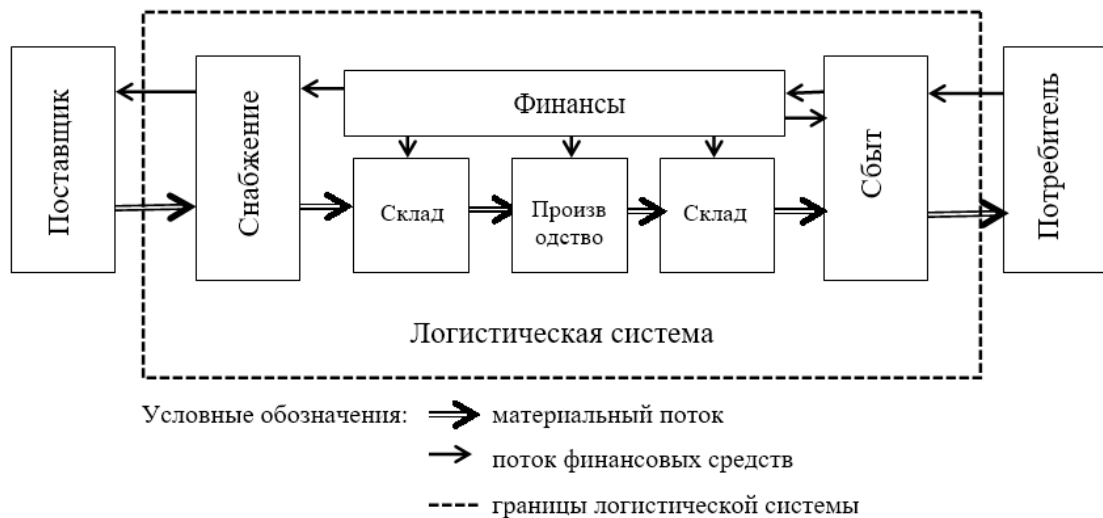 Поставщик
Снабжение
Финансы
Склад
Произв
одство
Склад
Сбыт
Потребитель
Логистическая система
Условные обозначения:
материальный поток
поток финансовых средств
границы логистической системы